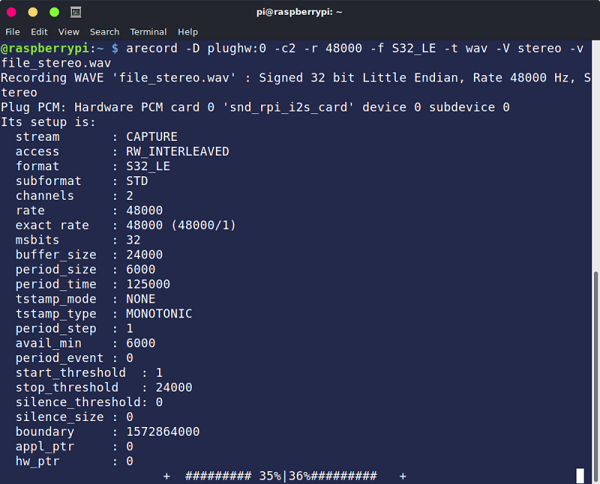 pi@raspberrypi: ~
File Edit View Search Terminal Help
@raspberrypi:~ $ arecord -D plughw:0 -c2 -r 48000 -f S32_LE -t wav -V stereo -v
file_stereo.wav
Recording WAVE 'file_stereo.wav' : Signed 32 bit Little Endian, Rate 48000 Hz, S
tereo
Plug PCM: Hardware PCM card 0 'snd_rpi_i2s_card' device 0 subdevice 0
Its setup is:
  stream       : CAPTURE
  access       : RW_INTERLEAVED
  format       : S32_LE
  subformat    : STD
  channels     : 2
  rate         : 48000
  exact rate   : 48000 (48000/1)
  msbits       : 32
  buffer_size  : 24000
  period_size  : 6000
  period_time  : 125000
  tstamp_mode  : NONE
  tstamp_type  : MONOTONIC
  period_step  : 1
  avail_min    : 6000
  period_event : 0
  start_threshold  : 1
  stop_threshold   : 24000
  silence_threshold: 0
  silence_size : 0
  boundary     : 1572864000
  appl_ptr     : 0
  hw_ptr       : 0
+  ######### 35%|36%#########   +